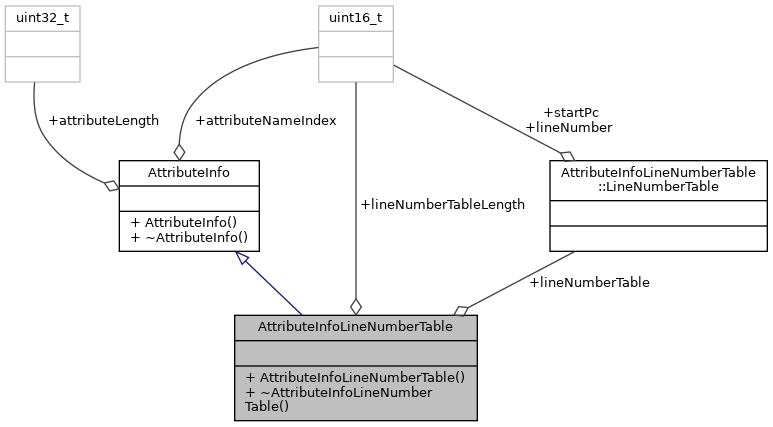 uint32_t
uint16_t
+attributeLength
+attributeNameIndex
+startPc
+lineNumber
AttributeInfo
+ AttributeInfo()
+ ~AttributeInfo()
AttributeInfoLineNumberTable
::LineNumberTable
+lineNumberTableLength
+lineNumberTable
AttributeInfoLineNumberTable
+ AttributeInfoLineNumberTable()
+ ~AttributeInfoLineNumber
Table()